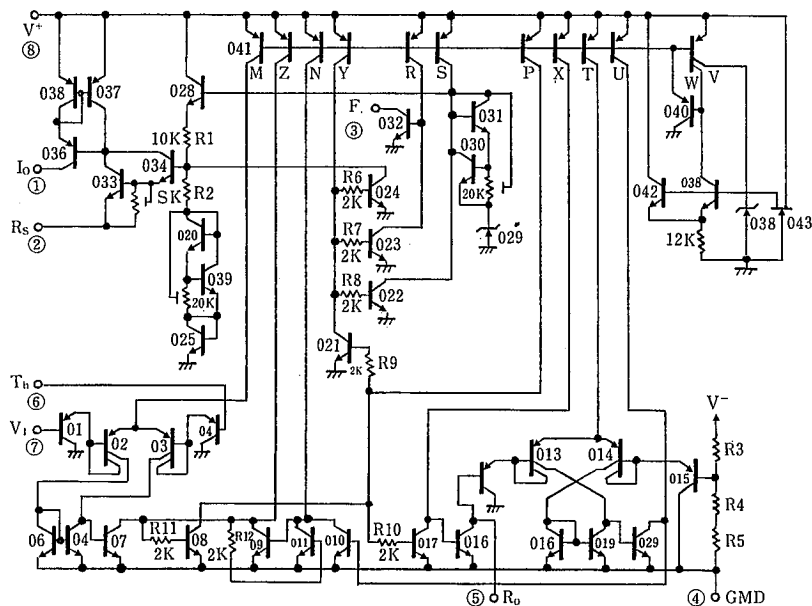 V+
⑧
041
M
Z
N
Y
R
S
P
X
T
U
W
V
038
037
028
F.
③
032
031
040
10K
R1
030
036
034
R6
2K
024
20K
042
038
038
043
I₀
①
033
SK
R2
Rs
②
020
R7
2K
023
029
12K
039
20K
R8
2K
022
025
021
2K
R9
Th
⑥
V₁
⑦
01
02
03
04
V−
R3
013
014
015
R4
R11
2K
R12
2K
R10
2K
R5
06
04
07
08
09
011
010
017
016
016
019
029
⑤
R₀
④
GMD